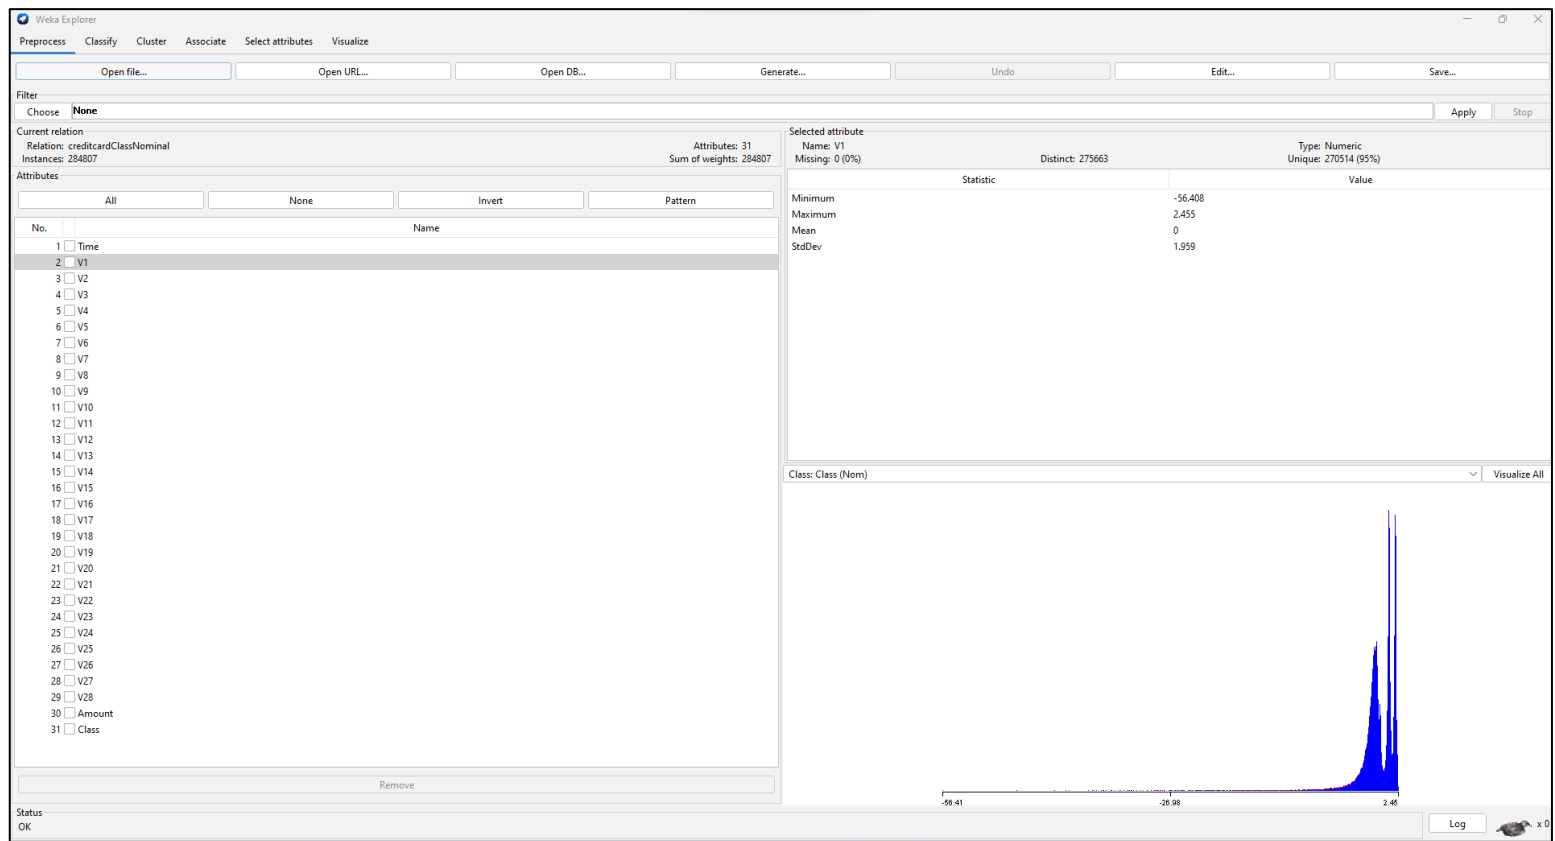 Weka Explorer
Preprocess Classify Cluster Associate Select attributes Visualize
Open file... Open URL... Open DB... Generate... Undo Edit... Save...
Filter
Choose None Apply Stop
Current relation
Relation: creditcardClassNominal Attributes: 31
Instances: 284807 Sum of weights: 284807
Attributes
All None Invert Pattern
No. Name
1 Time
2 V1
3 V2
4 V3
5 V4
6 V5
7 V6
8 V7
9 V8
10 V9
11 V10
12 V11
13 V12
14 V13
15 V14
16 V15
17 V16
18 V17
19 V18
20 V19
21 V20
22 V21
23 V22
24 V23
25 V24
26 V25
27 V26
28 V27
29 V28
30 Amount
31 Class
Remove
Selected attribute
Name: V1 Type: Numeric
Missing: 0 (0%) Distinct: 275663 Unique: 270514 (95%)
Statistic Value
Minimum -56.408
Maximum 2.455
Mean 0
StdDev 1.959
Class: Class (Nom) Visualize All
-56.41 -26.98 2.46
Status
OK
Log x 0